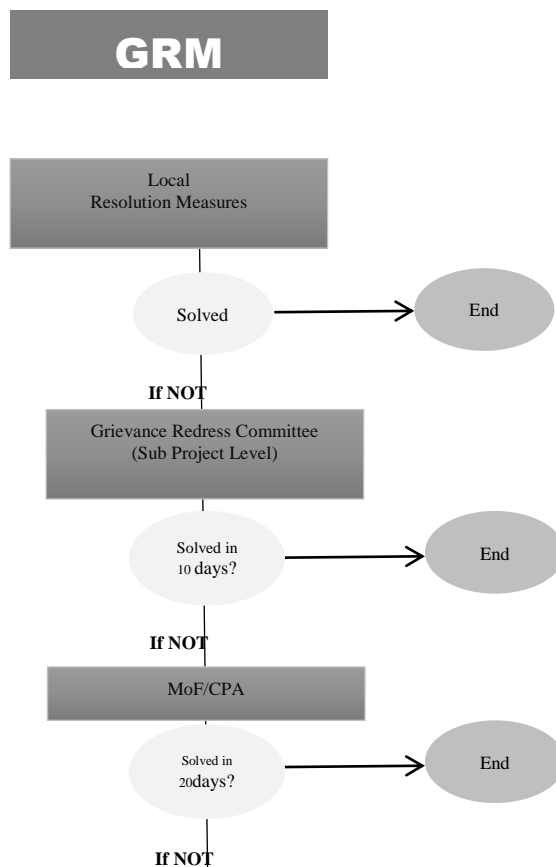 GRM
Local
Resolution Measures
Solved
End
If NOT
Grievance Redress Committee
(Sub Project Level)
Solved in
10 days?
End
If NOT
MoF/CPA
Solved in
20days?
End
If NOT